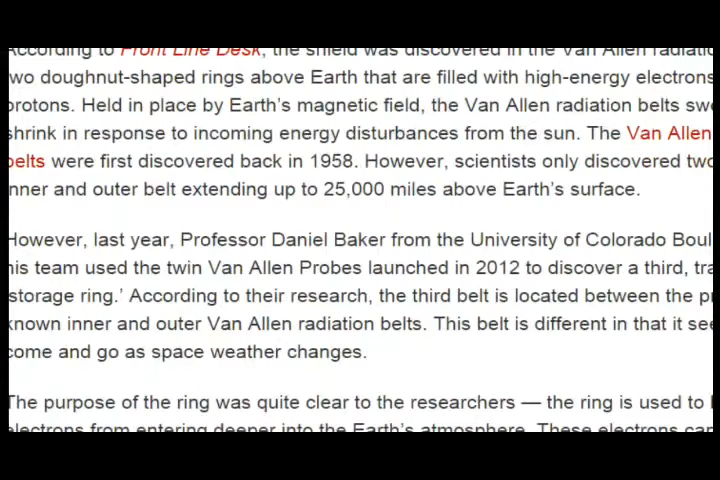 According to Front Line Desk, the shield was discovered in the Van Allen
two doughnut-shaped rings above Earth that are filled with high-energy electrons
protons. Held in place by Earth's magnetic field, the Van Allen radiation belts
shrink in response to incoming energy disturbances from the sun. The Van Allen
belts were first discovered back in 1958. However, scientists only discovered
inner and outer belt extending up to 25,000 miles above Earth's surface.
However, last year, Professor Daniel Baker from the University of Colorado
his team used the twin Van Allen Probes launched in 2012 to discover a third,
storage ring.' According to their research, the third belt is located between the
known inner and outer Van Allen radiation belts. This belt is different in that it
come and go as space weather changes.
The purpose of the ring was quite clear to the researchers — the ring is used to
electrons from entering deeper into the Earth's atmosphere. These electrons can